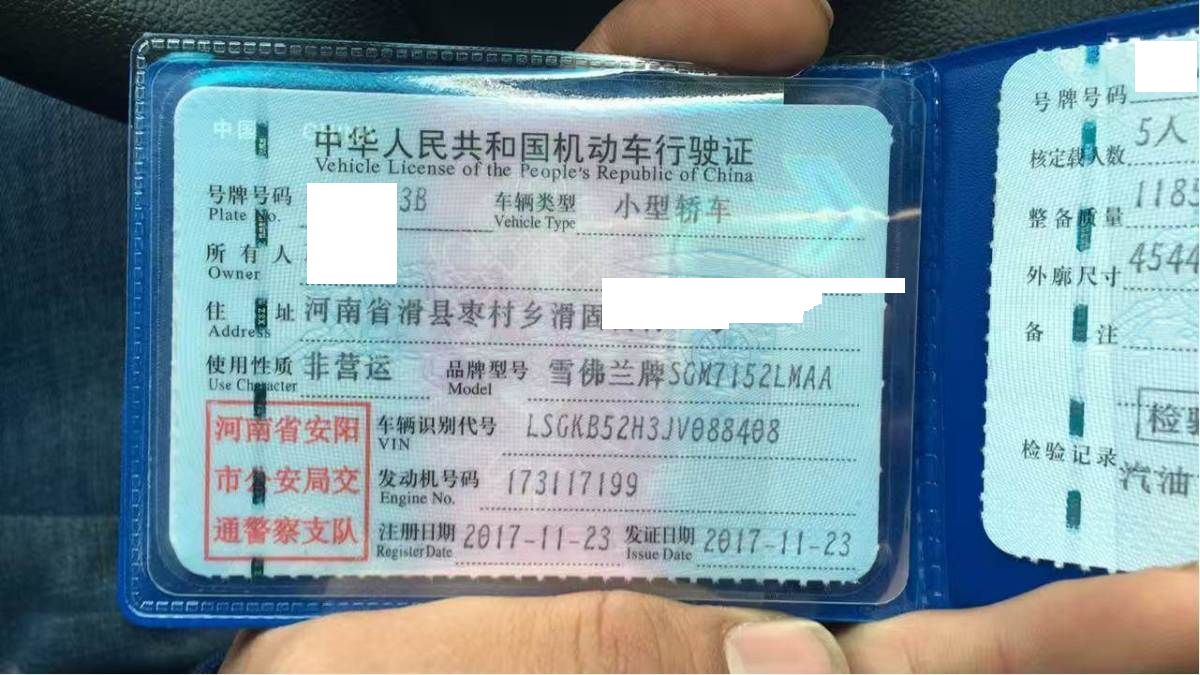 中国 CHINA
中华人民共和国机动车行驶证
Vehicle License of the People's Republic of China
号牌号码 3B
Plate No.
车辆类型 小型轿车
Vehicle Type
所有人
Owner
住址 河南省滑县枣村乡滑固
Address
使用性质 非营运
Use Character
品牌型号 雪佛兰牌SGM7152LMAA
Model
河南省安阳
市公安局交
通警察支队
车辆识别代号 LSGKB52H3JV088408
VIN
发动机号码 173117199
Engine No.
注册日期 2017-11-23
Register Date
发证日期 2017-11-23
Issue Date
号牌号码
核定载人数 5人
整备质量 1185
外廓尺寸 4544
备注
检验
检验记录
汽油